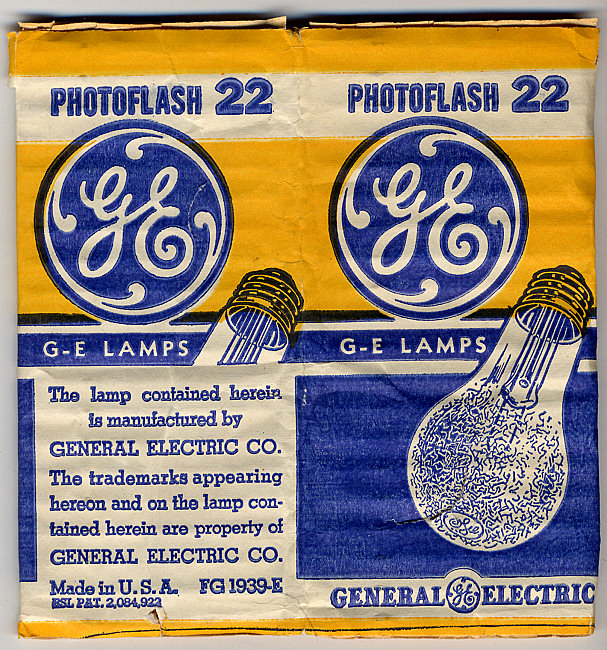 PHOTOFLASH 22
GE
G-E LAMPS
The lamp contained herein
is manufactured by
GENERAL ELECTRIC CO.
The trademarks appearing
hereon and on the lamp con-
tained herein are property of
GENERAL ELECTRIC CO.
Made in U.S.A. FG 1939-E
BSL PAT. 2,084,922
PHOTOFLASH 22
GE
G-E LAMPS
GE
GENERAL GE ELECTRIC